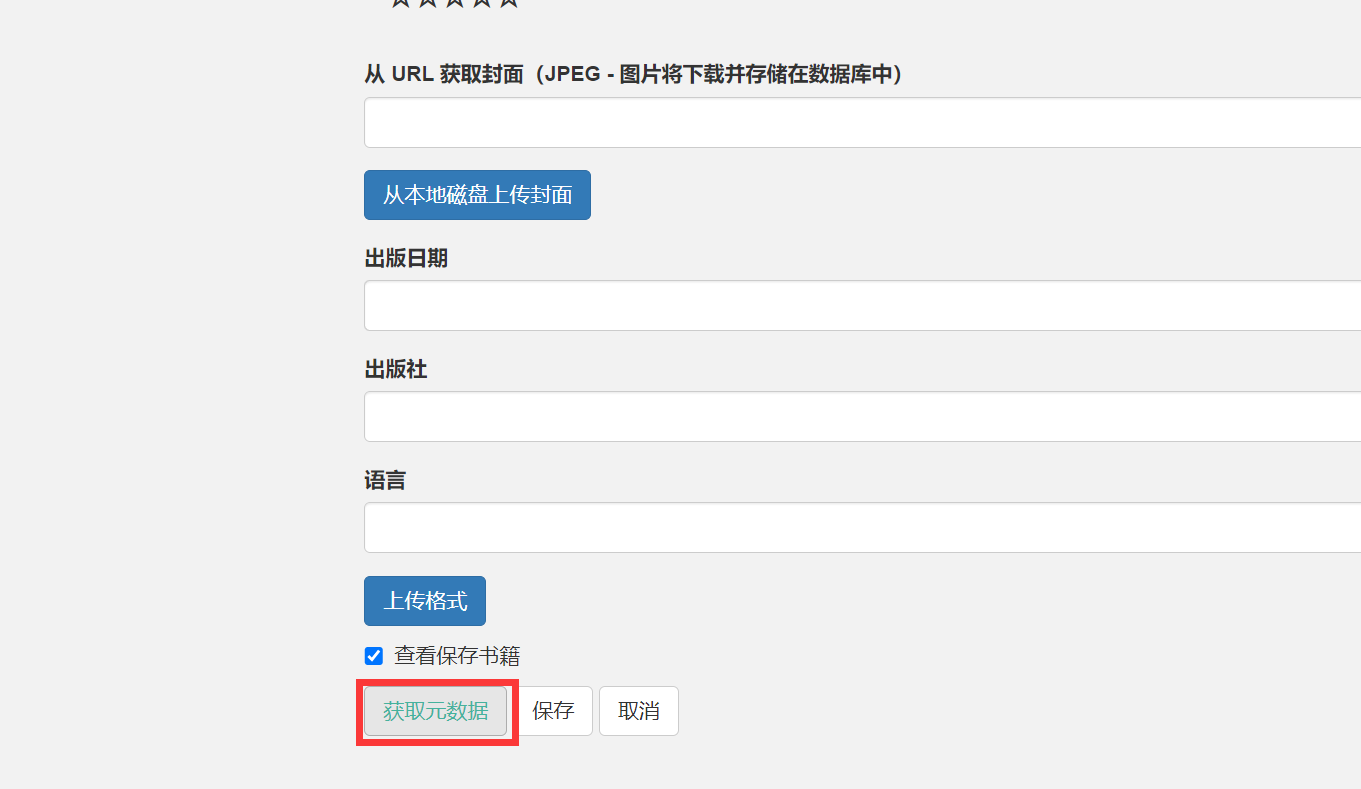 从 URL 获取封面（JPEG - 图片将下载并存储在数据库中）
从本地磁盘上传封面
出版日期
出版社
语言
上传格式
查看保存书籍
获取元数据 保存 取消